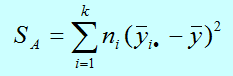 S_A = \sum_{i=1}^{k} n_i (\bar{y}_{i\bullet} - \bar{y})^2